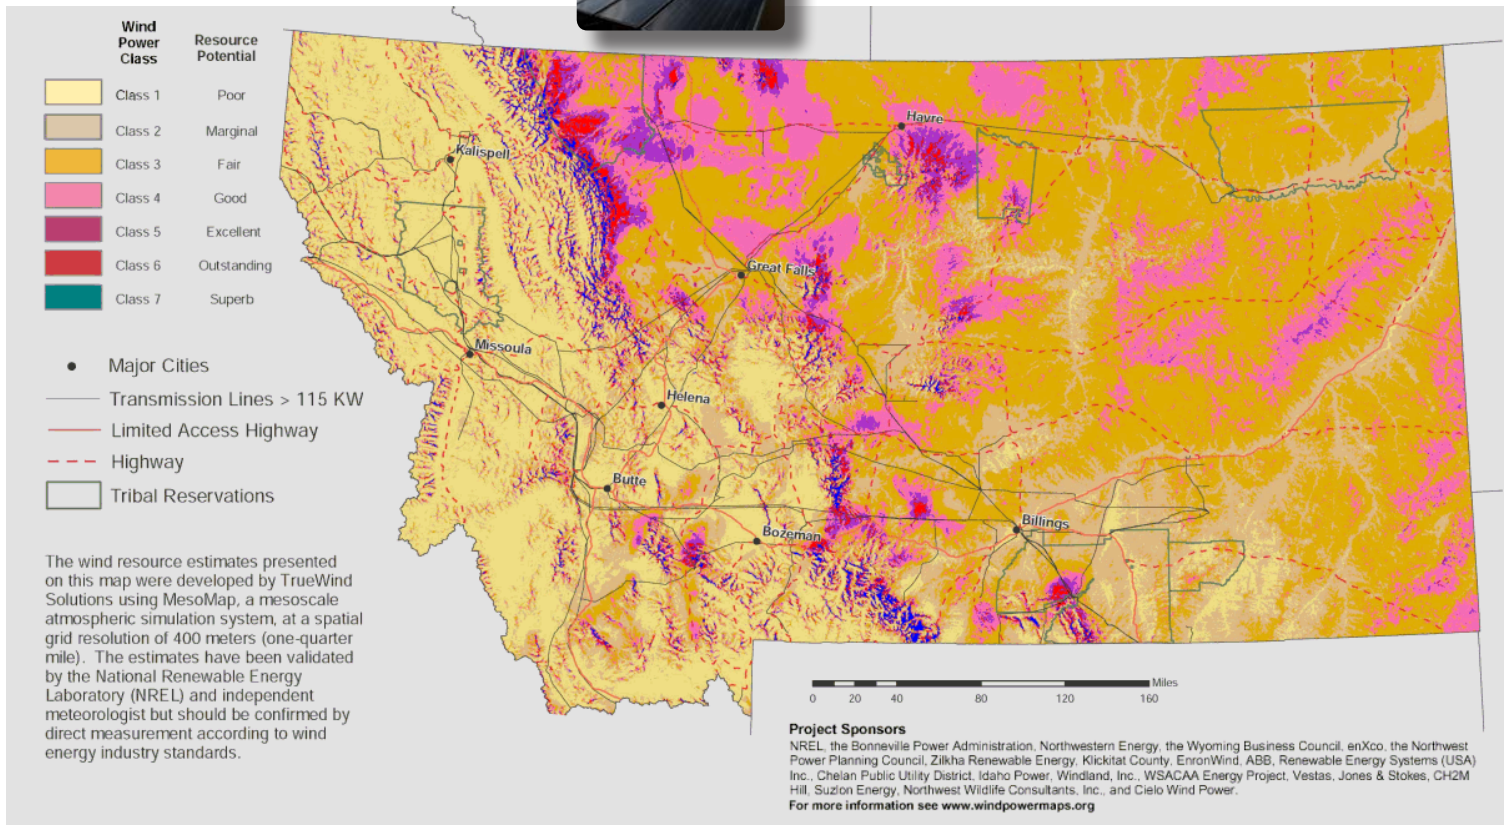 Wind
Power
Class
Resource
Potential
Class 1 Poor
Class 2 Marginal
Class 3 Fair
Class 4 Good
Class 5 Excellent
Class 6 Outstanding
Class 7 Superb
Major Cities
Transmission Lines > 115 KW
Limited Access Highway
Highway
Tribal Reservations
The wind resource estimates presented
on this map were developed by TrueWind
Solutions using MesoMap, a mesoscale
atmospheric simulation system, at a spatial
grid resolution of 400 meters (one-quarter
mile). The estimates have been validated
by the National Renewable Energy
Laboratory (NREL) and independent
meteorologist but should be confirmed by
direct measurement according to wind
energy industry standards.
Kalispell
Havre
Great Falls
Missoula
Helena
Butte
Bozeman
Billings
Miles
0 20 40 80 120 160
Project Sponsors
NREL, the Bonneville Power Administration, Northwestern Energy, the Wyoming Business Council, enXco, the Northwest
Power Planning Council, Zilkha Renewable Energy, Klickitat County, EnronWind, ABB, Renewable Energy Systems (USA)
Inc., Chelan Public Utility District, Idaho Power, Windland, Inc., WSACAA Energy Project, Vestas, Jones & Stokes, CH2M
Hill, Suzlon Energy, Northwest Wildlife Consultants, Inc., and Cielo Wind Power.
For more information see www.windpowermaps.org